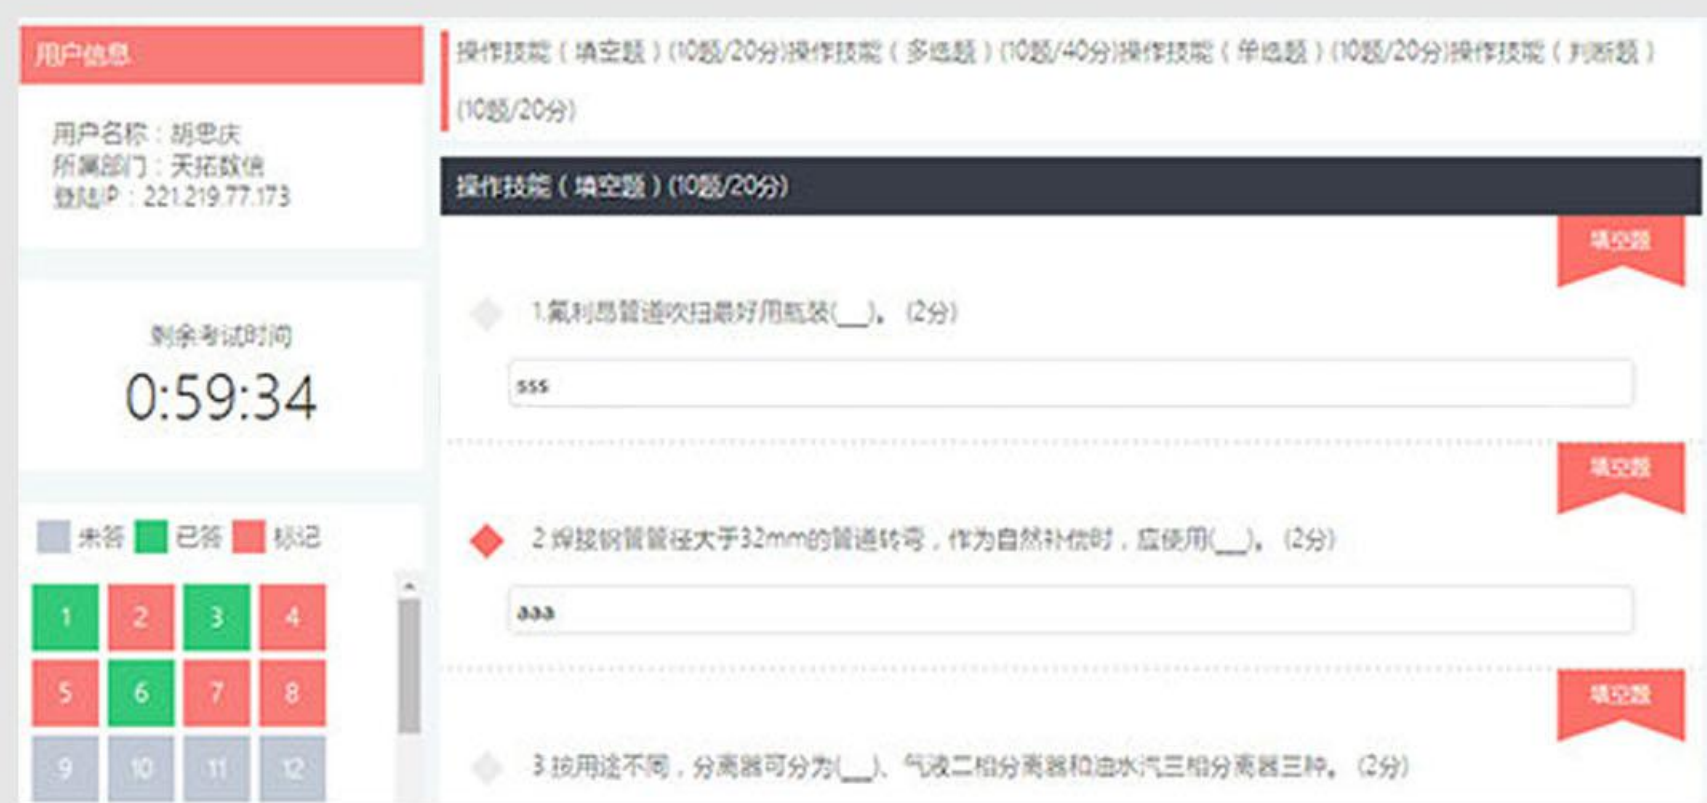 用户信息
用户名称：胡思庆
所属部门：天拓数信
登陆IP：221.219.77.173
剩余考试时间
0:59:34
未答 已答 标记
1 2 3 4
5 6 7 8
9 10 11 12
操作技能（填空题）(10题/20分)操作技能（多选题）(10题/40分)操作技能（单选题）(10题/20分)操作技能（判断题）
(10题/20分)
操作技能（填空题）(10题/20分)
填空题
1.氟利昂管道吹扫最好用瓶装(___)。 (2分)
sss
填空题
2.焊接钢管管径大于32mm的管道转弯，作为自然补偿时，应使用(___)。 (2分)
aaa
填空题
3.按用途不同，分离器可分为(___)、气液二相分离器和油水汽三相分离器三种。 (2分)